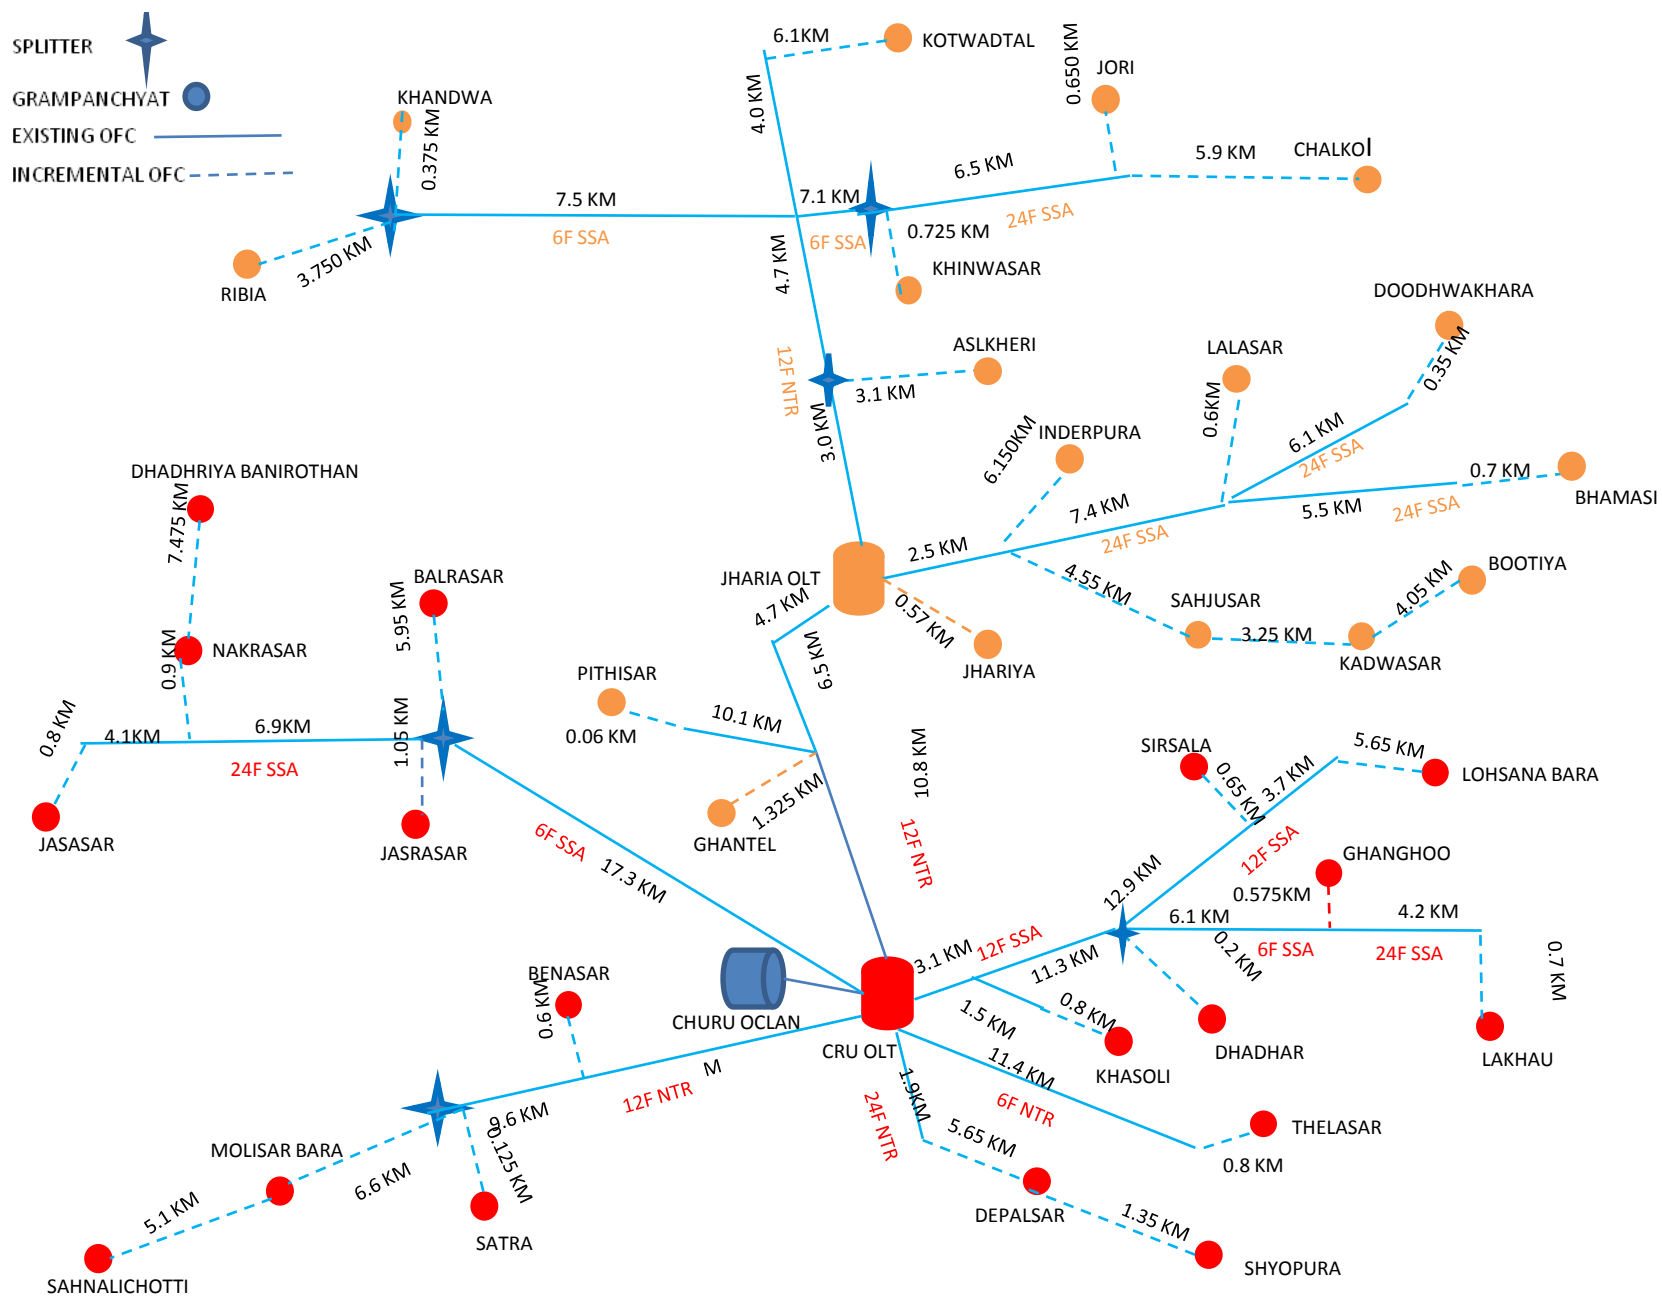 SPLITTER
GRAMPANCHYAT
EXISTING OFC
INCREMENTAL OFC
6.1KM
KOTWADTAL
4.0 KM
0.650 KM
JORI
KHANDWA
0.375 KM
5.9 KM
CHALKOl
6.5 KM
7.1 KM
7.5 KM
6F SSA
6F SSA
24F SSA
0.725 KM
KHINWASAR
3.750 KM
RIBIA
4.7 KM
12F NTR
ASLKHERI
3.1 KM
3.0 KM
DOODHWAKHARA
0.35 KM
LALASAR
0.6KM
6.1 KM
24F SSA
INDERPURA
6.150KM
7.4 KM
24F SSA
0.7 KM
BHAMASI
5.5 KM
24F SSA
2.5 KM
JHARIA OLT
4.7 KM
0.57 KM
JHARIYA
4.55 KM
SAHJUSAR
3.25 KM
KADWASAR
4.05 KM
BOOTIYA
DHADHRIYA BANIROTHAN
7.475 KM
NAKRASAR
0.9 KM
BALRASAR
5.95 KM
0.8 KM
4.1KM
6.9KM
24F SSA
1.05 KM
JASASAR
JASRASAR
6F SSA
17.3 KM
PITHISAR
0.06 KM
10.1 KM
6.5 KM
1.325 KM
GHANTEL
10.8 KM
12F NTR
SIRSALA
0.65 KM
3.7 KM
5.65 KM
LOHSANA BARA
12F SSA
12.9 KM
GHANGHOO
0.575KM
6.1 KM
4.2 KM
6F SSA
24F SSA
0.7 KM
LAKHAU
0.2 KM
DHADHAR
3.1 KM
12F SSA
11.3 KM
1.5 KM
0.8 KM
KHASOLI
CHURU OCLAN
CRU OLT
BENASAR
0.6 KM
M
12F NTR
9.6 KM
0.125 KM
SATRA
MOLISAR BARA
6.6 KM
5.1 KM
SAHNALICHOTTI
1.9KM
24F NTR
11.4 KM
6F NTR
THELASAR
0.8 KM
5.65 KM
DEPALSAR
1.35 KM
SHYOPURA